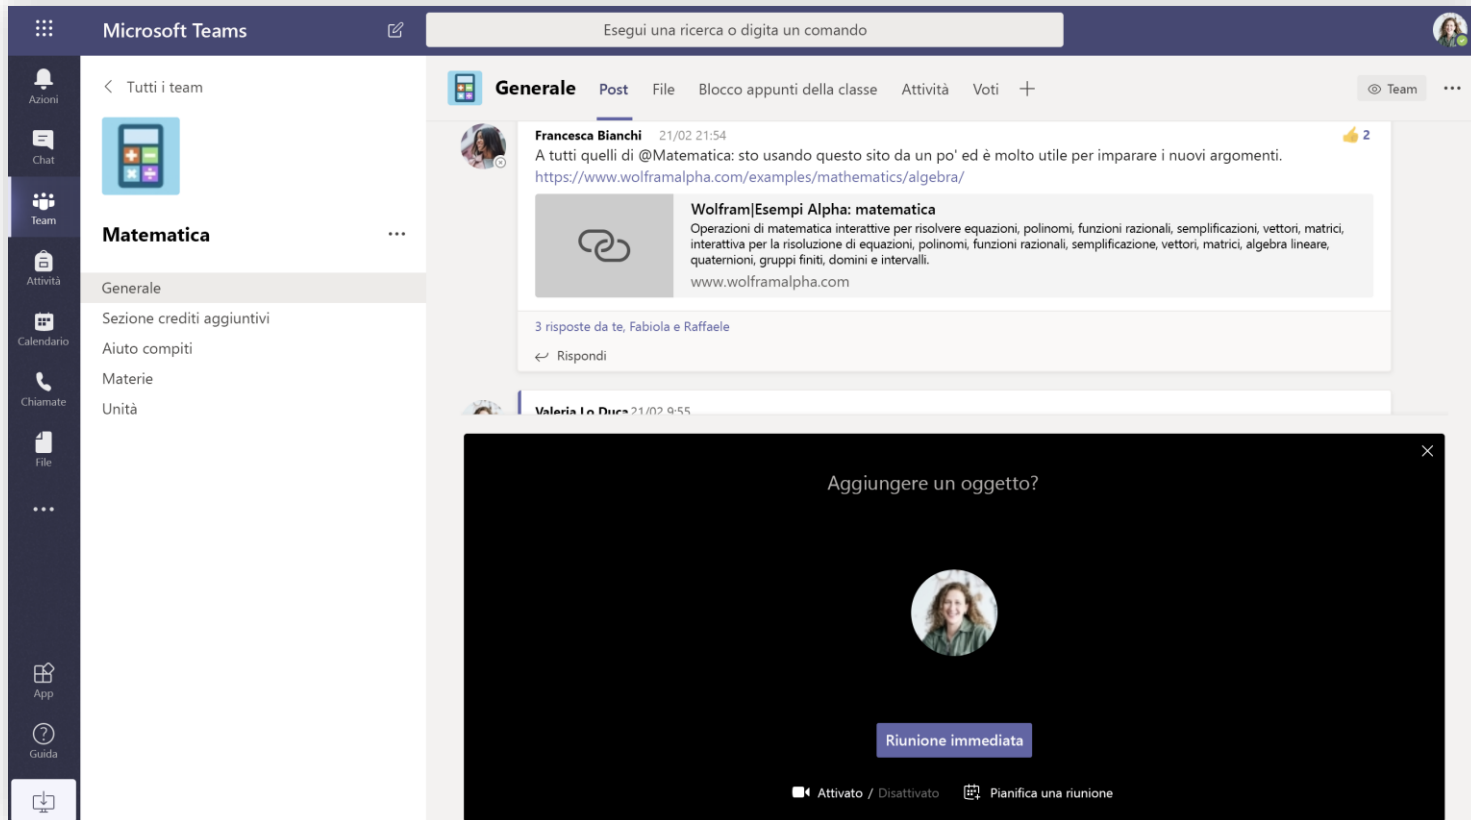 Microsoft Teams
Esegui una ricerca o digita un comando
Azioni
Chat
Team
Attività
Calendario
Chiamate
File
App
Guida
Tutti i team
Matematica
Generale
Sezione crediti aggiuntivi
Aiuto compiti
Materie
Unità
Generale Post File Blocco appunti della classe Attività Voti
Team
Francesca Bianchi 21/02 21:54
2
A tutti quelli di @Matematica: sto usando questo sito da un po' ed è molto utile per imparare i nuovi argomenti.
https://www.wolframalpha.com/examples/mathematics/algebra/
Wolfram|Esempi Alpha: matematica
Operazioni di matematica interattive per risolvere equazioni, polinomi, funzioni razionali, semplificazioni, vettori, matrici,
interattiva per la risoluzione di equazioni, polinomi, funzioni razionali, semplificazione, vettori, matrici, algebra lineare,
quaternioni, gruppi finiti, domini e intervalli.
www.wolframalpha.com
3 risposte da te, Fabiola e Raffaele
Rispondi
Valeria Lo Duca 21/02 9:55
Aggiungere un oggetto?
Riunione immediata
Attivato / Disattivato Pianifica una riunione